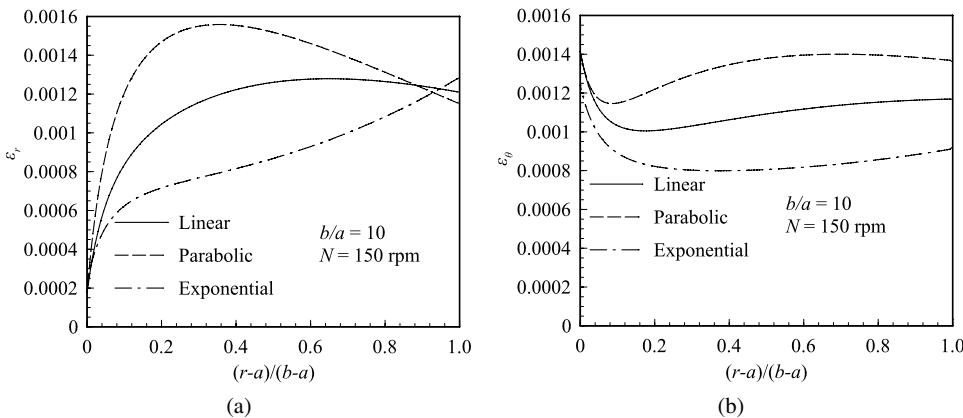 0.0016
0.0014
0.0012
0.001
0.0008
0.0006
0.0004
0.0002
0
εr
Linear
Parabolic
Exponential
b/a = 10
N = 150 rpm
0 0.2 0.4 0.6 0.8 1.0
(r-a)/(b-a)
(a)
0.0016
0.0014
0.0012
0.001
0.0008
0.0006
0.0004
0.0002
0
εθ
Linear
Parabolic
Exponential
b/a = 10
N = 150 rpm
0 0.2 0.4 0.6 0.8 1.0
(r-a)/(b-a)
(b)